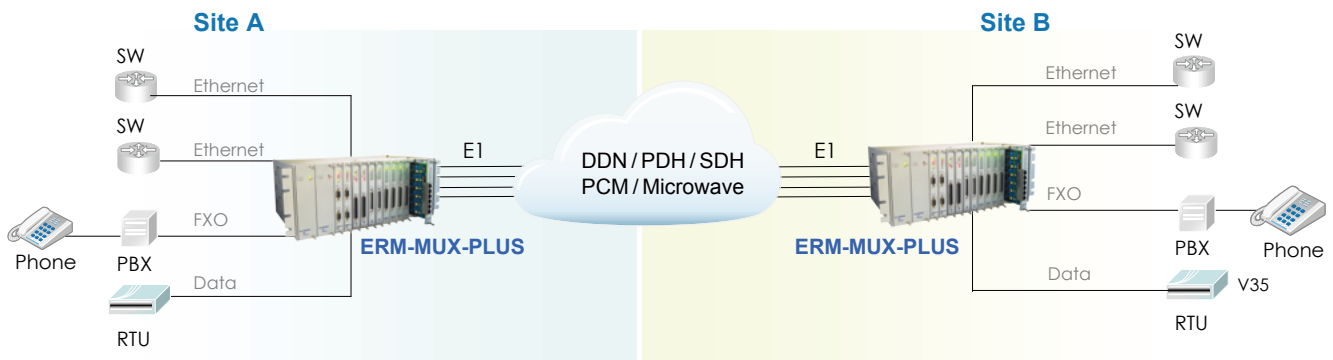 Site A
Site B
SW
Ethernet
SW
Ethernet
FXO
Phone
PBX
Data
RTU
ERM-MUX-PLUS
E1
DDN / PDH / SDH
PCM / Microwave
E1
ERM-MUX-PLUS
Ethernet
SW
Ethernet
SW
FXO
PBX
Phone
Data
V35
RTU